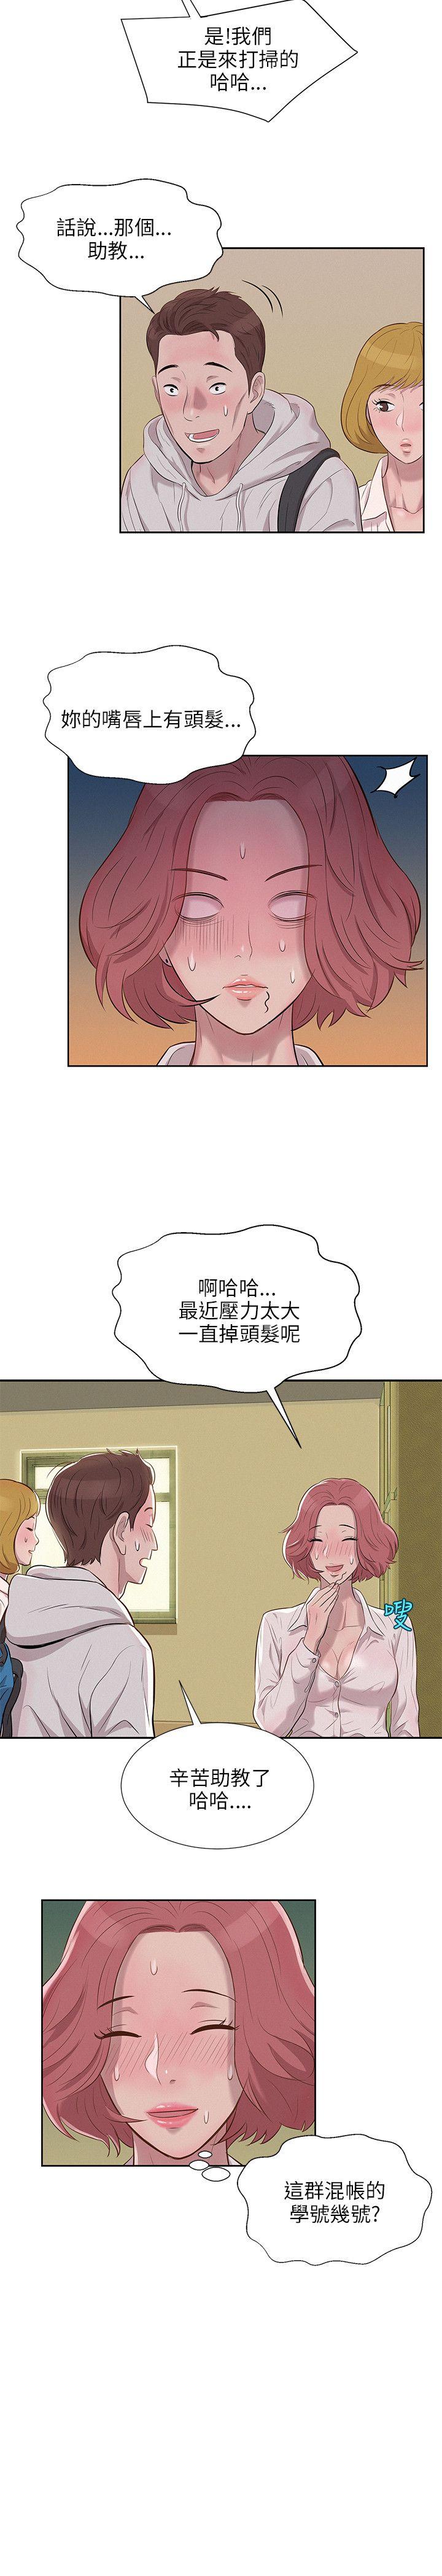 是!我們
正是來打掃的
哈哈...
話說...那個...
助教...
妳的嘴唇上有頭髮...
啊哈哈...
最近壓力太大
一直掉頭髮呢
嗖
辛苦助教了
哈哈....
這群混帳的
學號幾號?